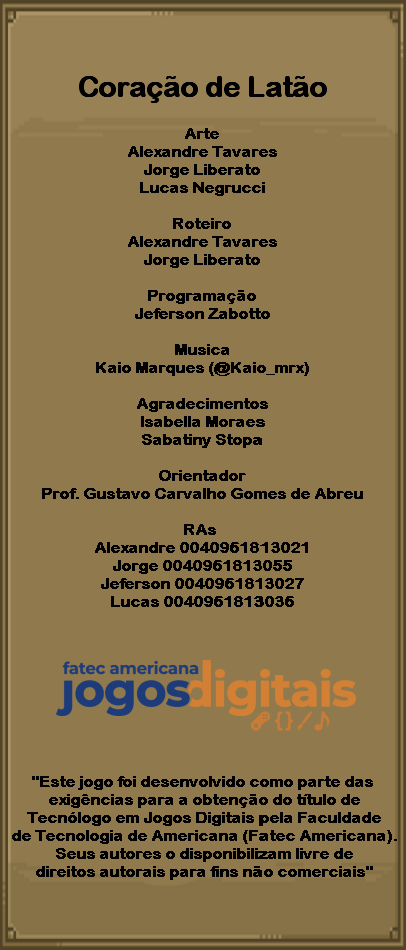 Coração de Latão
Arte
Alexandre Tavares
Jorge Liberato
Lucas Negrucci
Roteiro
Alexandre Tavares
Jorge Liberato
Programação
Jeferson Zabotto
Musica
Kaio Marques (@Kaio_mrx)
Agradecimentos
Isabella Moraes
Sabatiny Stopa
Orientador
Prof. Gustavo Carvalho Gomes de Abreu
RAs
Alexandre 0040961813021
Jorge 0040961813055
Jeferson 0040961813027
Lucas 0040961813036
fatec americana
jogosdigitais
"Este jogo foi desenvolvido como parte das
exigências para a obtenção do título de
Tecnólogo em Jogos Digitais pela Faculdade
de Tecnologia de Americana (Fatec Americana).
Seus autores o disponibilizam livre de
direitos autorais para fins não comerciais"